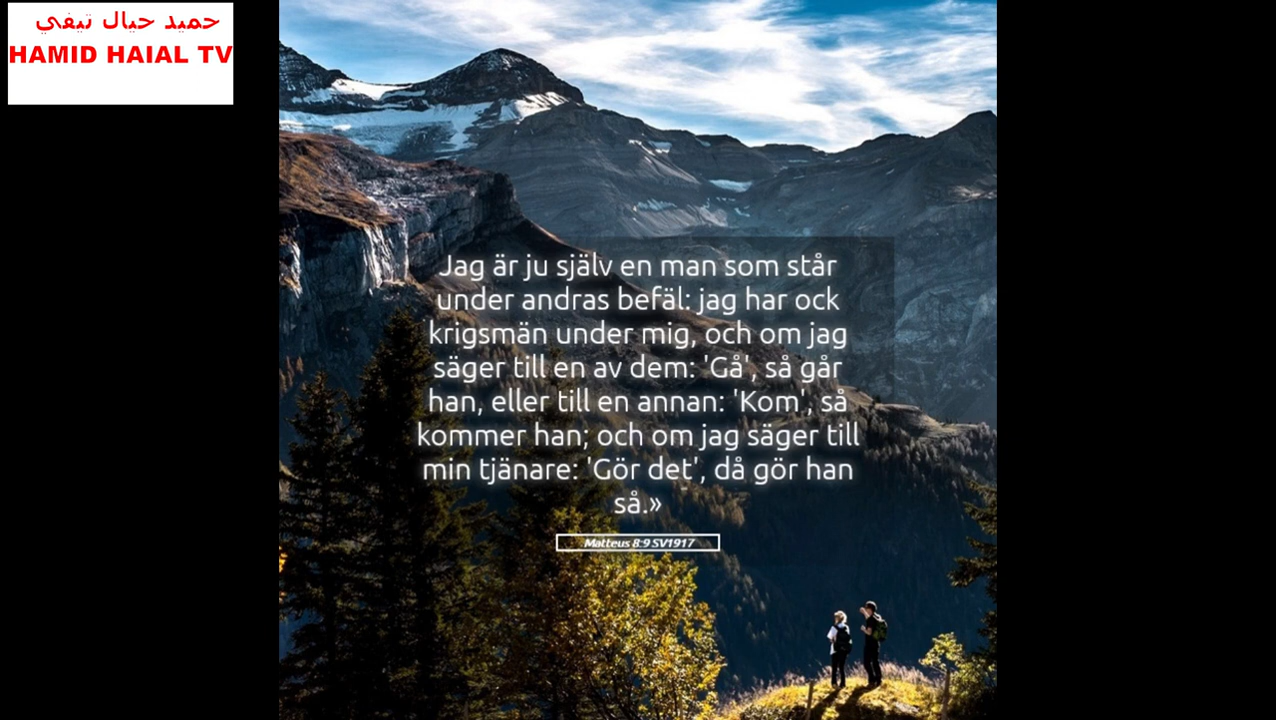 حميد حيال تيفي
HAMID HAIAL TV
Jag är ju själv en man som står
under andras befäl: jag har ock
krigsmän under mig, och om jag
säger till en av dem: 'Gå', så går
han, eller till en annan: 'Kom', så
kommer han; och om jag säger till
min tjänare: 'Gör det', då gör han
så.»
Matteus 8:9 SV1917